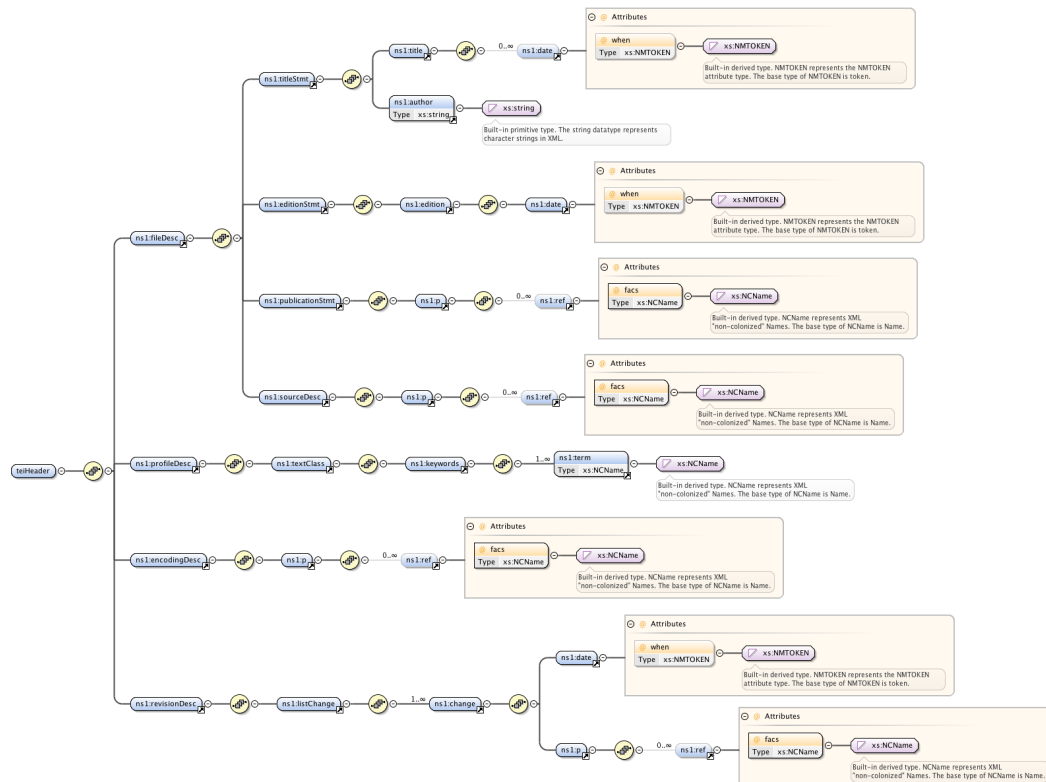 Attributes
when
Type xs:NMTOKEN
xs:NMTOKEN
Built-in derived type. NMTOKEN represents the NMTOKEN
attribute type. The base type of NMTOKEN is token.
ns1:title
0..∞
ns1:date
ns1:titleStmt
ns1:author
Type xs:string
xs:string
Built-in primitive type. The string datatype represents
character strings in XML.
Attributes
when
Type xs:NMTOKEN
xs:NMTOKEN
Built-in derived type. NMTOKEN represents the NMTOKEN
attribute type. The base type of NMTOKEN is token.
ns1:editionStmt
ns1:edition
ns1:date
ns1:fileDesc
Attributes
facs
Type xs:NCName
xs:NCName
Built-in derived type. NCName represents XML
"non-colonized" Names. The base type of NCName is Name.
ns1:publicationStmt
ns1:p
0..∞
ns1:ref
Attributes
facs
Type xs:NCName
xs:NCName
Built-in derived type. NCName represents XML
"non-colonized" Names. The base type of NCName is Name.
ns1:sourceDesc
ns1:p
0..∞
ns1:ref
teiHeader
ns1:profileDesc
ns1:textClass
ns1:keywords
1..∞
ns1:term
Type xs:NCName
xs:NCName
Built-in derived type. NCName represents XML
"non-colonized" Names. The base type of NCName is Name.
Attributes
facs
Type xs:NCName
xs:NCName
Built-in derived type. NCName represents XML
"non-colonized" Names. The base type of NCName is Name.
ns1:encodingDesc
ns1:p
0..∞
ns1:ref
Attributes
when
Type xs:NMTOKEN
xs:NMTOKEN
Built-in derived type. NMTOKEN represents the NMTOKEN
attribute type. The base type of NMTOKEN is token.
ns1:date
ns1:revisionDesc
ns1:listChange
1..∞
ns1:change
Attributes
facs
Type xs:NCName
xs:NCName
Built-in derived type. NCName represents XML
"non-colonized" Names. The base type of NCName is Name.
ns1:p
0..∞
ns1:ref